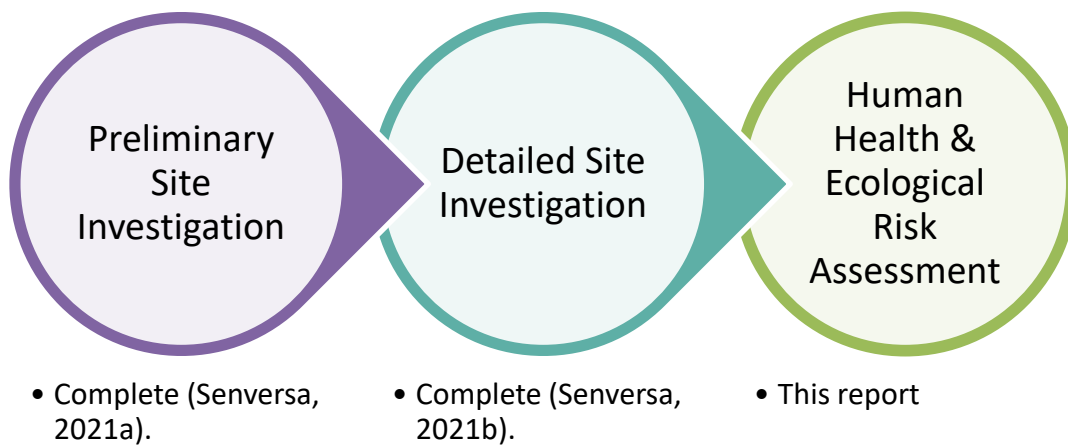 Preliminary
Site
Investigation
Detailed Site
Investigation
Human
Health &
Ecological
Risk
Assessment
• Complete (Senversa,
2021a).
• Complete (Senversa,
2021b).
• This report